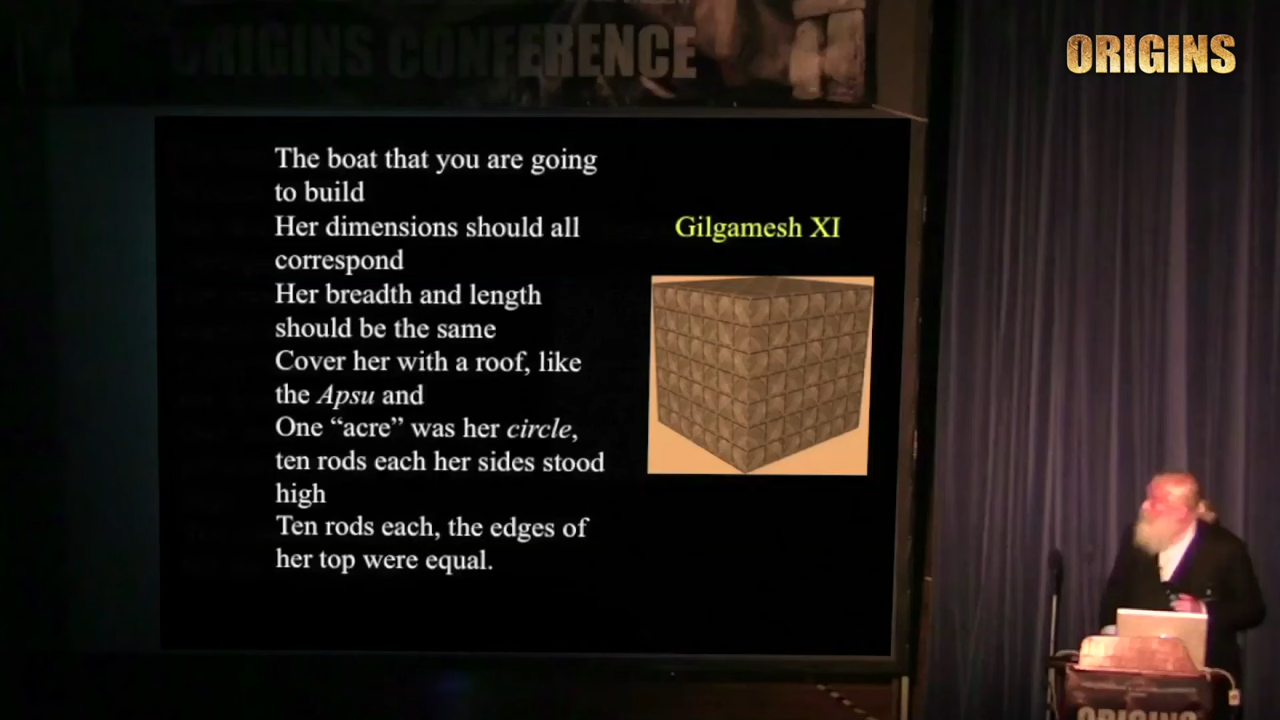 ORIGINS CONFERENCE
ORIGINS
The boat that you are going
to build
Her dimensions should all
correspond
Her breadth and length
should be the same
Cover her with a roof, like
the Apsu and
One “acre” was her circle,
ten rods each her sides stood
high
Ten rods each, the edges of
her top were equal.
Gilgamesh XI
ORIGINS